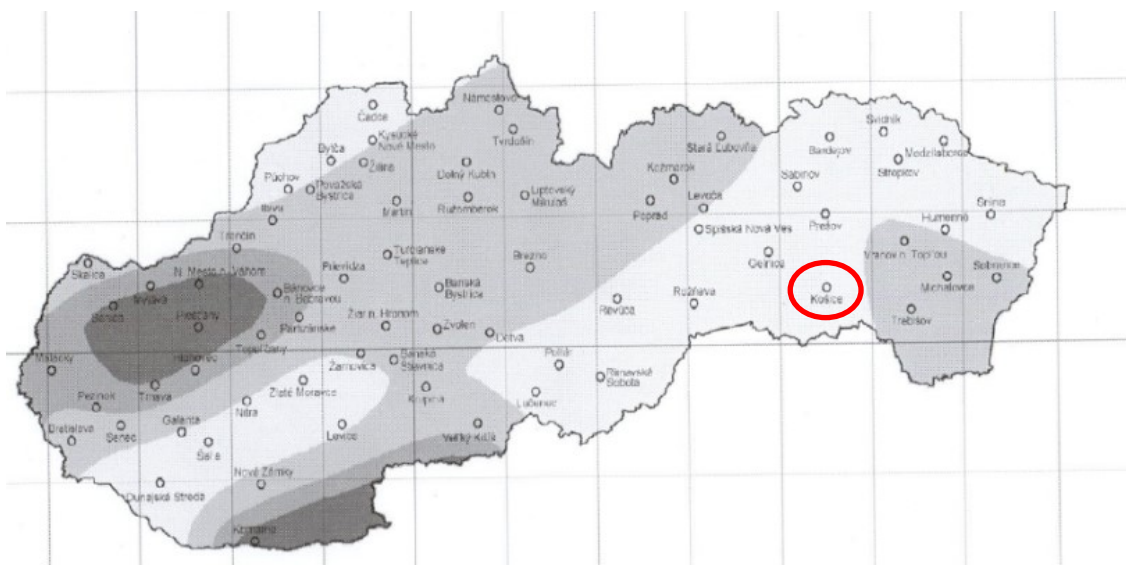 Čadca
Námestovo
Kysucké
Nové Mesto
Tvrdošín
Svidník
Bardejov
Medzilaborce
Stará Ľubovňa
Bytča
Žilina
Stropkov
Dolný Kubín
Kežmarok
Sabinov
Púchov
Považská
Bystrica
Liptovský
Mikuláš
Levoča
Snina
Martin
Ružomberok
Poprad
Ilava
Humenné
Prešov
Spišská Nová Ves
Trenčín
Turčianske
Teplice
Vranov n. Topľou
Brezno
Gelnica
Skalica
N. Mesto n. Váhom
Prievidza
Sobrance
Michalovce
Bánovce
n. Bebravou
Banská
Bystrica
Myjava
Košice
Revúca
Rožňava
Senica
Piešťany
Partizánske
Žiar n. Hronom
Zvolen
Trebišov
Detva
Topoľčany
Malacky
Hlohovec
Žarnovica
Banská
Štiavnica
Poltár
Rimavská
Sobota
Trnava
Zlaté Moravce
Krupina
Pezinok
Lučenec
Nitra
Galanta
Bratislava
Senec
Levice
Veľký Krtíš
Šaľa
Nové Zámky
Dunajská Streda
Komárno